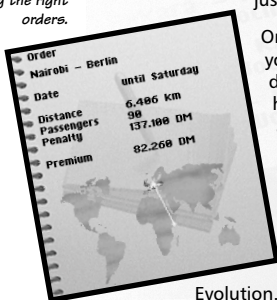 g the right
orders.
jus
Or
yo
d
h
Order
Nairobi - Berlin
Date until Saturday
Distance 6.406 km
Passengers 90
Penalty 137.100 DM
Premium 82.260 DM
Evolution,